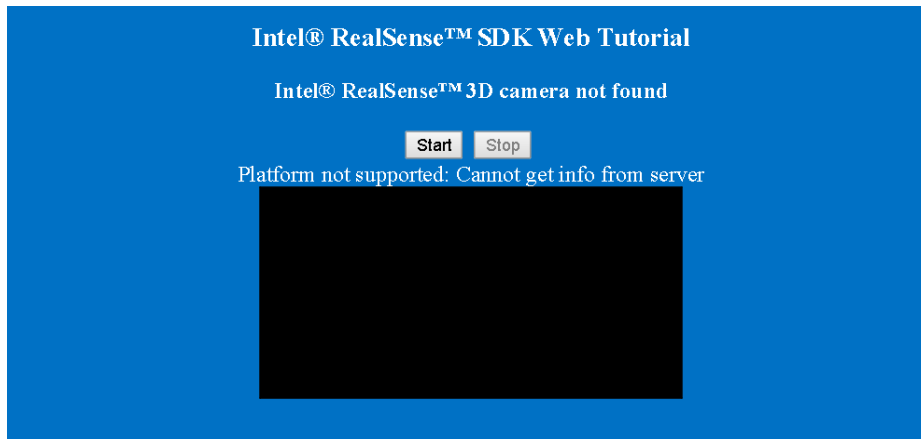 Intel® RealSense™ SDK Web Tutorial
Intel® RealSense™ 3D camera not found
Start Stop
Platform not supported: Cannot get info from server